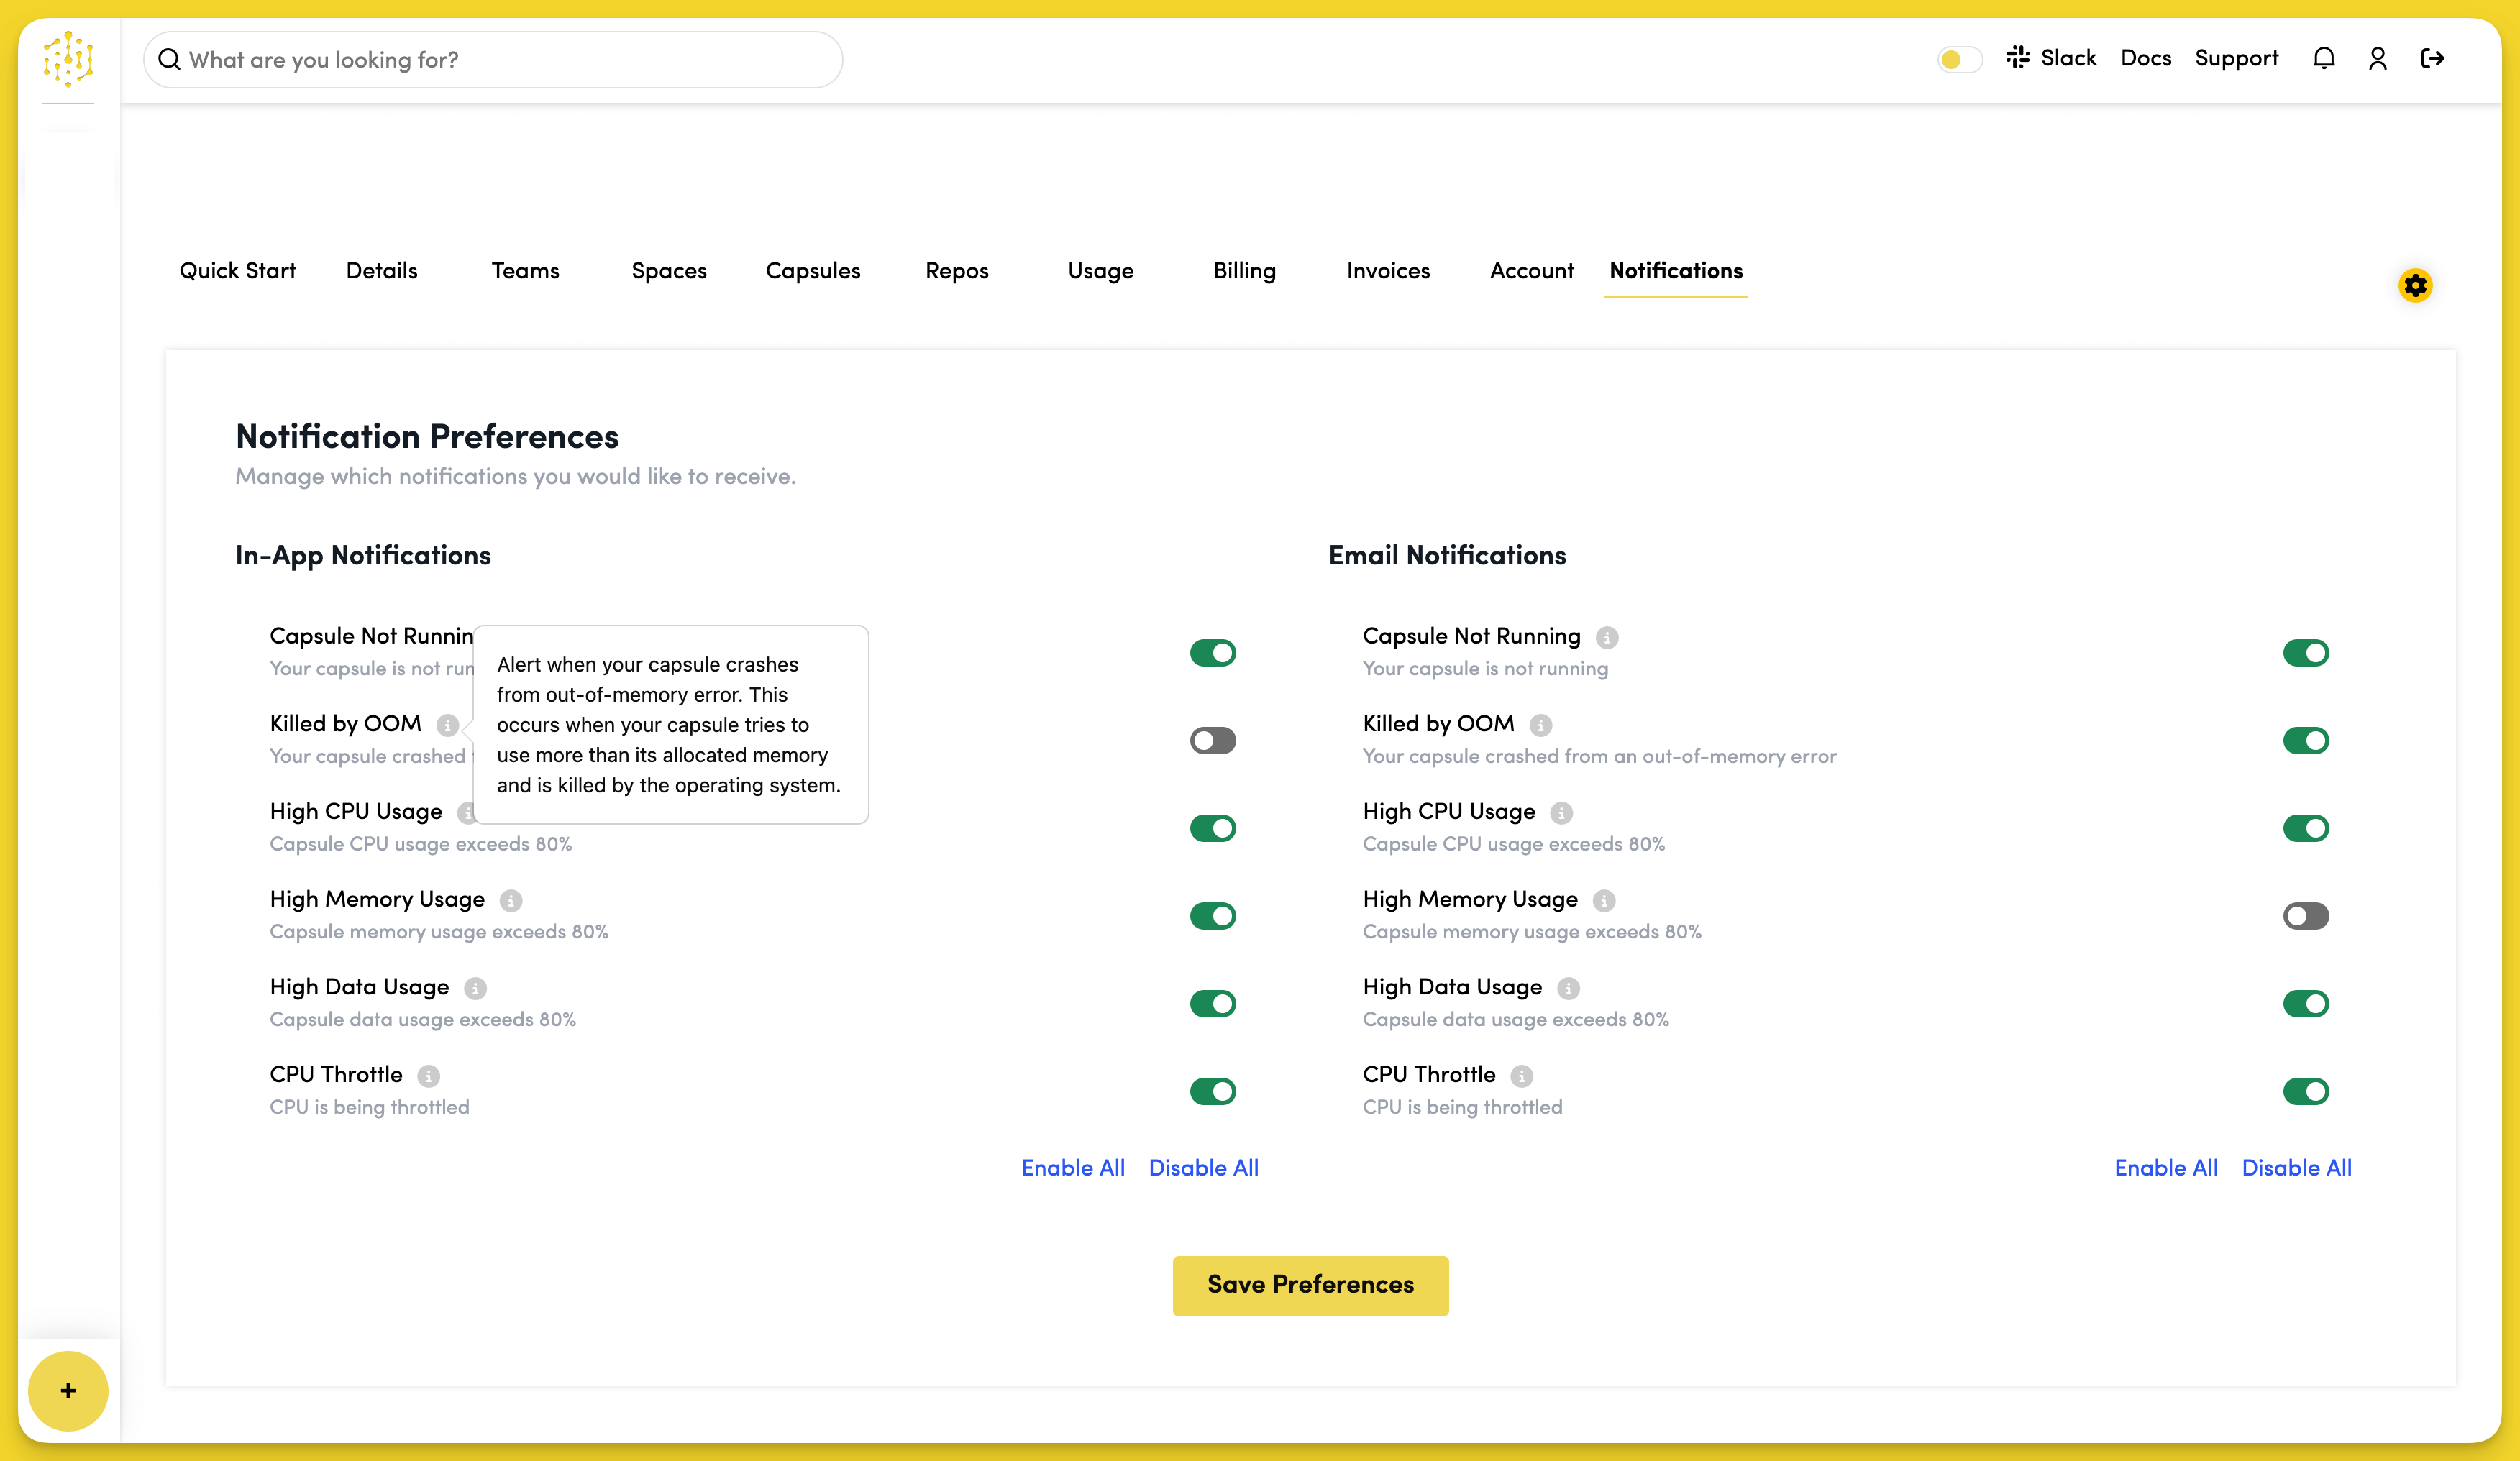 What are you looking for?
Slack Docs Support
Quick Start Details Teams Spaces Capsules Repos Usage Billing Invoices Account Notifications
Notification Preferences
Manage which notifications you would like to receive.
In-App Notifications
Capsule Not Runnin
Your capsule is not run
Killed by OOM
Your capsule crashed
Alert when your capsule crashes
from out-of-memory error. This
occurs when your capsule tries to
use more than its allocated memory
and is killed by the operating system.
High CPU Usage
Capsule CPU usage exceeds 80%
High Memory Usage
Capsule memory usage exceeds 80%
High Data Usage
Capsule data usage exceeds 80%
CPU Throttle
CPU is being throttled
Enable All Disable All
Email Notifications
Capsule Not Running
Your capsule is not running
Killed by OOM
Your capsule crashed from an out-of-memory error
High CPU Usage
Capsule CPU usage exceeds 80%
High Memory Usage
Capsule memory usage exceeds 80%
High Data Usage
Capsule data usage exceeds 80%
CPU Throttle
CPU is being throttled
Enable All Disable All
Save Preferences
+